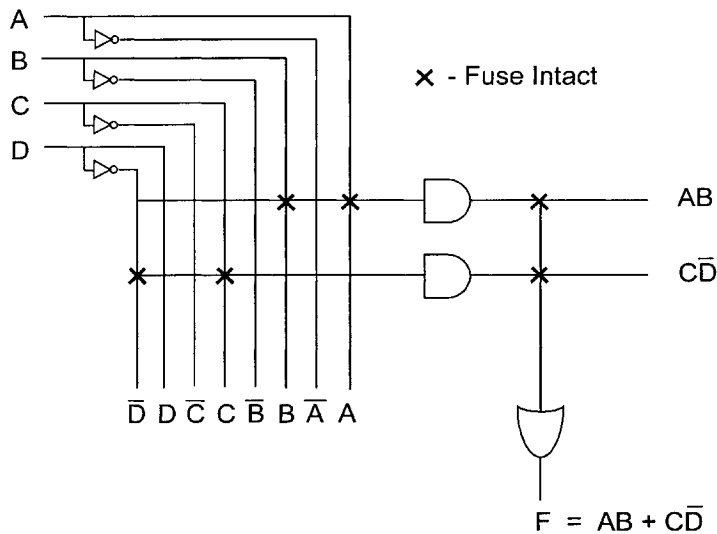 A
B
C
D
× - Fuse Intact
AB
CD̅
D̅ D C̅ C B̅ B A̅ A
F = AB + CD̅